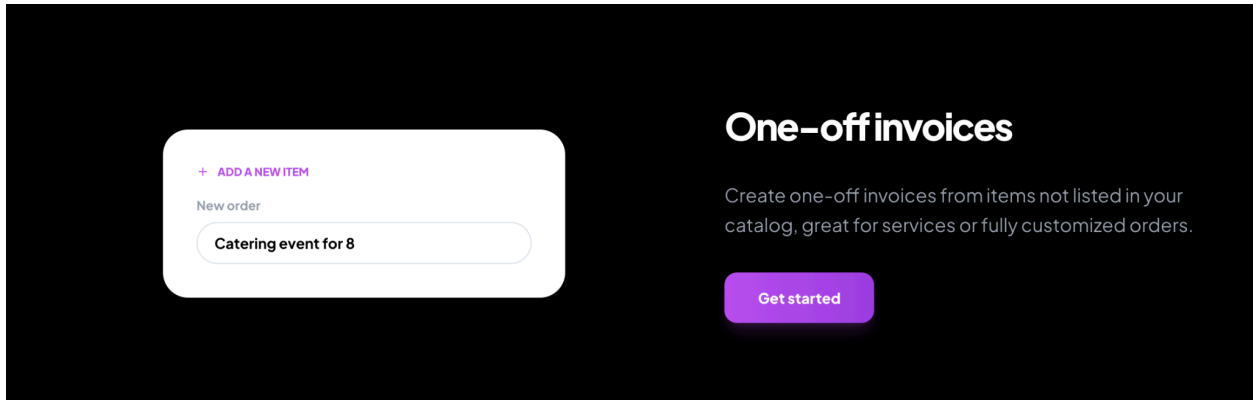 + ADD A NEW ITEM
New order
Catering event for 8
One-off invoices
Create one-off invoices from items not listed in your
catalog, great for services or fully customized orders.
Get started